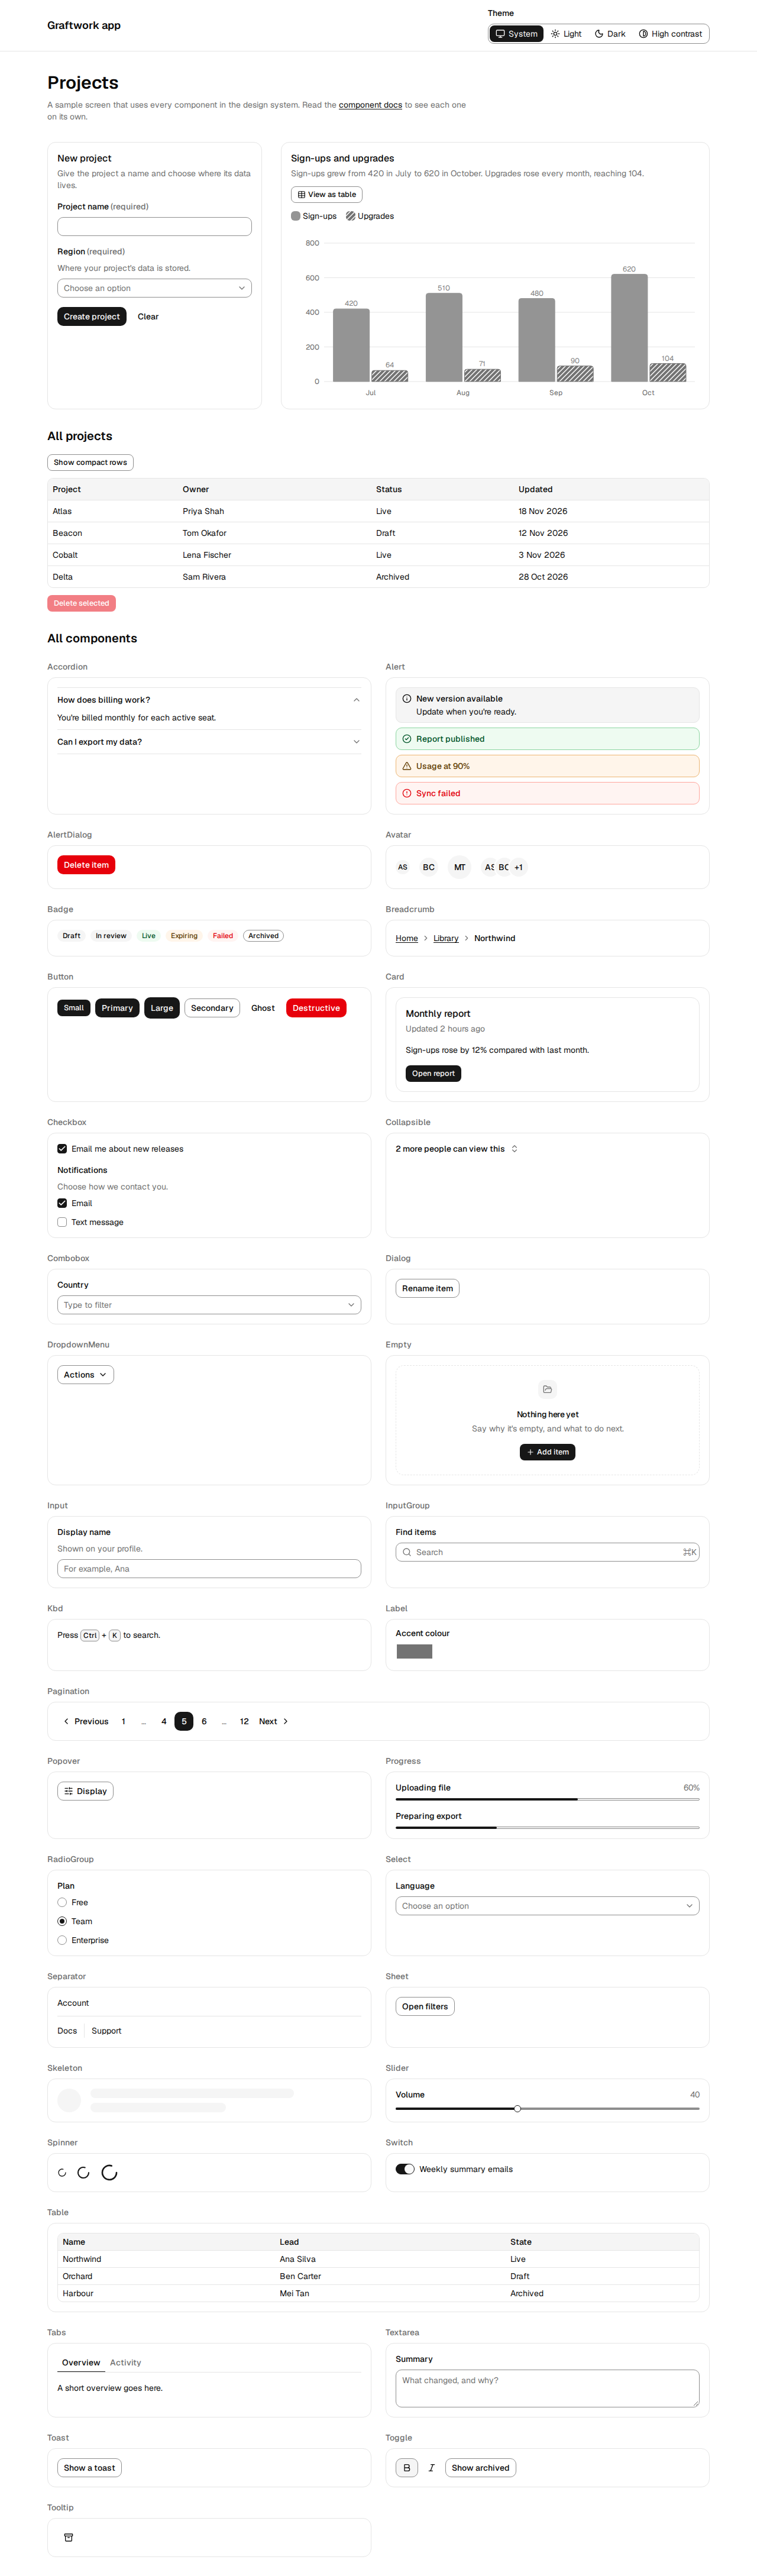 Graftwork app
Theme
System Light Dark High contrast
Projects
A sample screen that uses every component in the design system. Read the component docs to see each one
on its own.
New project
Give the project a name and choose where its data
lives.
Project name (required)
Region (required)
Where your project's data is stored.
Choose an option
Create project Clear
Sign-ups and upgrades
Sign-ups grew from 420 in July to 620 in October. Upgrades rose every month, reaching 104.
View as table
Sign-ups Upgrades
800
600
400
200
0
420 64 510 71 480 90 620 104
Jul Aug Sep Oct
All projects
Show compact rows
Project Owner Status Updated
Atlas Priya Shah Live 18 Nov 2026
Beacon Tom Okafor Draft 12 Nov 2026
Cobalt Lena Fischer Live 3 Nov 2026
Delta Sam Rivera Archived 28 Oct 2026
Delete selected
All components
Accordion
How does billing work?
You're billed monthly for each active seat.
Can I export my data?
Alert
New version available
Update when you're ready.
Report published
Usage at 90%
Sync failed
AlertDialog
Delete item
Avatar
AS BC MT AS BC +1
Badge
Draft In review Live Expiring Failed Archived
Breadcrumb
Home Library Northwind
Button
Small Primary Large Secondary Ghost Destructive
Card
Monthly report
Updated 2 hours ago
Sign-ups rose by 12% compared with last month.
Open report
Checkbox
Email me about new releases
Notifications
Choose how we contact you.
Email
Text message
Collapsible
2 more people can view this
Combobox
Country
Type to filter
Dialog
Rename item
DropdownMenu
Actions
Empty
Nothing here yet
Say why it's empty, and what to do next.
+ Add item
Input
Display name
Shown on your profile.
For example, Ana
InputGroup
Find items
Search ⌘K
Kbd
Press Ctrl + K to search.
Label
Accent colour
Pagination
Previous 1 … 4 5 6 … 12 Next
Popover
Display
Progress
Uploading file 60%
Preparing export
RadioGroup
Plan
Free
Team
Enterprise
Select
Language
Choose an option
Separator
Account
Docs Support
Sheet
Open filters
Skeleton
Slider
Volume 40
Spinner
Switch
Weekly summary emails
Table
Name Lead State
Northwind Ana Silva Live
Orchard Ben Carter Draft
Harbour Mei Tan Archived
Tabs
Overview Activity
A short overview goes here.
Textarea
Summary
What changed, and why?
Toast
Show a toast
Toggle
B I Show archived
Tooltip